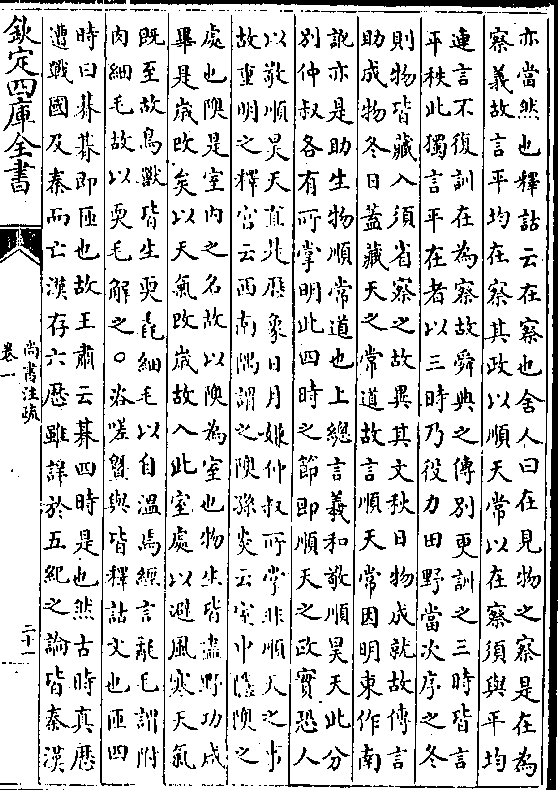 亦當然也釋詁云在察也舍人曰在見物之察是在為
察義故言平均在察其政以順天常以在察須與平均
連言不復訓在為察故舜典之傳別更訓之三時皆言
平秩此獨言平在者以三時乃役力田野當次序之冬
則物皆藏入須省察之故異其文秋日物成就故傳言
助成物冬日蓋藏天之常道故言順天常因明東作南
訛亦是助生物順常道也上總言羲和敬順昊天此分
別仲叔各有所掌明此四時之節即順天之政實恐人
以敬順昊天直是歷象日月嫌仲叔所掌非順天之事
故重明之釋宮云西南隅謂之隩孫炎云室中隱隩之
處也隩是室內之名故以隩為室也物生皆盡野功咸
畢是歲改矣以天氣改歲故入此室處以避風寒天氣
既至故鳥獸皆生耎毳細毛以自溫焉經言氄毛謂附
肉細毛故以耎毛解之○咨嗟曁與皆釋詁文也匝四
時曰朞朞即匝也故王肅云朞四時是也然古時真歷
遭戰國及秦而亡漢存六歷雖詳於五紀之論皆秦漢
欽定四庫全書
尚書注疏
卷一
二十一